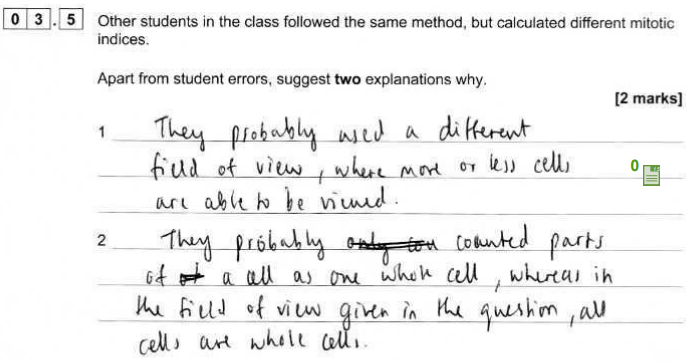 03.5 Other students in the class followed the same method, but calculated different mitotic
indices.
Apart from student errors, suggest two explanations why.
[2 marks]
1 They probably used a different
field of view, where more or less cells
are able to be viewed.
0
2 They probably only cou counted parts
of a cell as one whole cell, whereas in
the field of view given in the question, all
cells are whole cells.